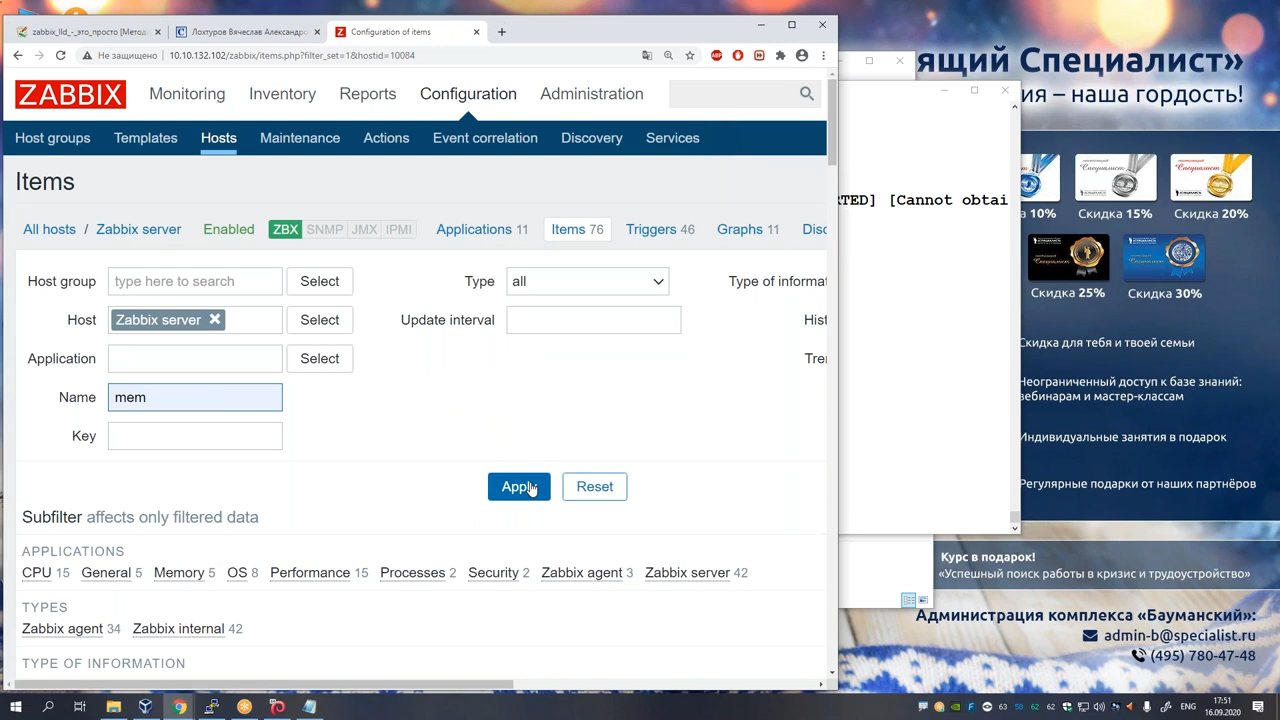 zabbix_lld_-_это_просто [Метод
Лохтуров Вячеслав Александро
Configuration of items
Не защищено
10.10.132.102/zabbix/items.php?filter_set=1&hostid=10084
ZABBIX
Monitoring
Inventory
Reports
Configuration
Administration
Host groups
Templates
Hosts
Maintenance
Actions
Event correlation
Discovery
Services
Items
All hosts / Zabbix server
Enabled
ZBX SNMP JMX IPMI
Applications 11
Items 76
Triggers 46
Graphs 11
Disc
Host group
type here to search
Select
Type
all
Type of informat
Host
Zabbix server
Select
Update interval
Hist
Application
Select
Tre
Name
mem
Key
Apply
Reset
Subfilter affects only filtered data
APPLICATIONS
CPU 15 General 5 Memory 5 OS 8 Performance 15 Processes 2 Security 2 Zabbix agent 3 Zabbix server 42
TYPES
Zabbix agent 34 Zabbix internal 42
TYPE OF INFORMATION
RTED] [Cannot obtai
ящий Специалист»
ия – наша гордость!
а 10%
Скидка 15%
Скидка 20%
Скидка 25%
Скидка 30%
Скидка для тебя и твоей семьи
Неограниченный доступ к базе знаний:
вебинарам и мастер-классам
Индивидуальные занятия в подарок
Регулярные подарки от наших партнёров
Курс в подарок!
«Успешный поиск работы в кризис и трудоустройство»
Администрация комплекса «Бауманский»:
admin-b@specialist.ru
(495) 780-47-48
63 58 62 62
17:51
16.09.2020